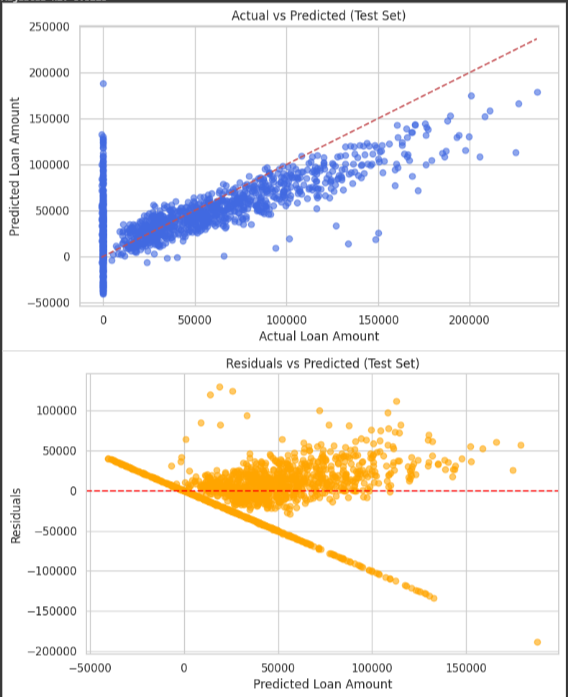 Actual vs Predicted (Test Set)
250000
200000
150000
100000
50000
0
−50000
Predicted Loan Amount
0 50000 100000 150000 200000
Actual Loan Amount
Residuals vs Predicted (Test Set)
100000
50000
0
−50000
−100000
−150000
−200000
Residuals
−50000 0 50000 100000 150000
Predicted Loan Amount